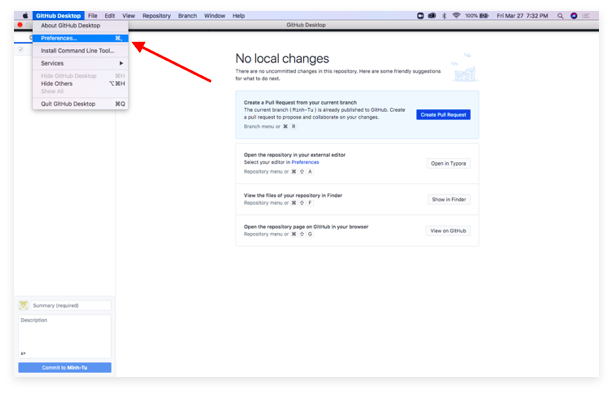 GitHub Desktop File Edit View Repository Branch Window Help 100% Fri Mar 27 7:32 PM
GitHub Desktop
About GitHub Desktop
Preferences... ⌘,
Install Command Line Tool...
Services ▶
Hide GitHub Desktop ⌘H
Hide Others ⌥⌘H
Show All
Quit GitHub Desktop ⌘Q
No local changes
There are no uncommitted changes in this repository. Here are some friendly suggestions
for what to do next.
Create a Pull Request from your current branch
The current branch (Minh-Tu) is already published to GitHub. Create
a pull request to propose and collaborate on your changes.
Branch menu or ⌘ R
Create Pull Request
Open the repository in your external editor
Select your editor in Preferences
Repository menu or ⌘ ⇧ A
Open in Typora
View the files of your repository in Finder
Repository menu or ⌘ ⇧ F
Show in Finder
Open the repository page on GitHub in your browser
Repository menu or ⌘ ⇧ G
View on GitHub
Summary (required)
Description
Commit to Minh-Tu